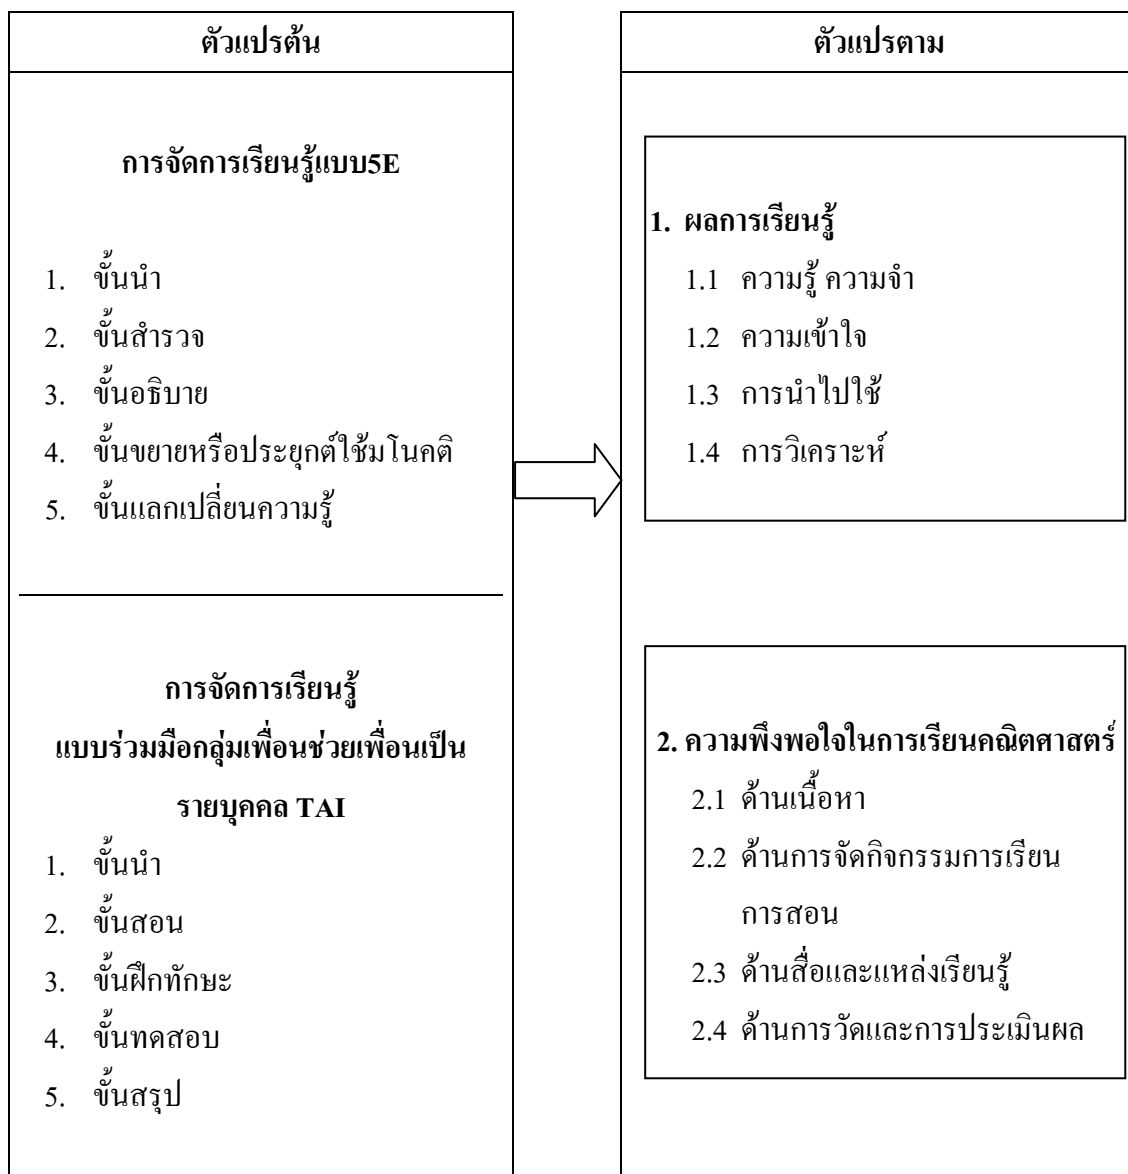 ตัวแปรต้น
การจัดการเรียนรู้แบบ5E
1. ขั้นนำ
2. ขั้นสำรวจ
3. ขั้นอธิบาย
4. ขั้นขยายหรือประยุกต์ใช้มโนคติ
5. ขั้นแลกเปลี่ยนความรู้
การจัดการเรียนรู้
แบบร่วมมือกลุ่มเพื่อนช่วยเพื่อนเป็น
รายบุคคล TAI
1. ขั้นนำ
2. ขั้นสอน
3. ขั้นฝึกทักษะ
4. ขั้นทดสอบ
5. ขั้นสรุป
ตัวแปรตาม
1. ผลการเรียนรู้
1.1 ความรู้ ความจำ
1.2 ความเข้าใจ
1.3 การนำไปใช้
1.4 การวิเคราะห์
2. ความพึงพอใจในการเรียนคณิตศาสตร์
2.1 ด้านเนื้อหา
2.2 ด้านการจัดกิจกรรมการเรียน
การสอน
2.3 ด้านสื่อและแหล่งเรียนรู้
2.4 ด้านการวัดและการประเมินผล